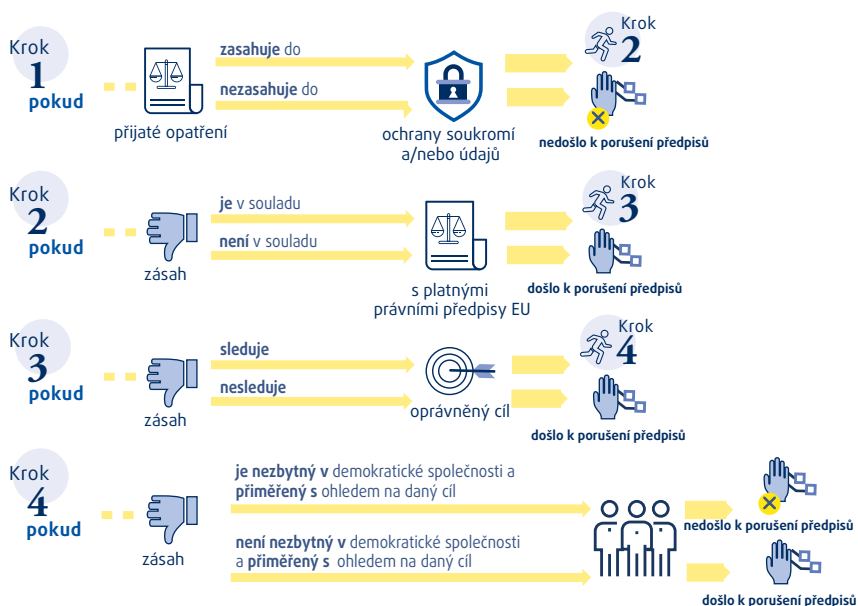 Krok
1
pokud
přijaté opatření
zasahuje do
nezasahuje do
ochrany soukromí
a/nebo údajů
Krok
2
nedošlo k porušení předpisů
Krok
2
pokud
zásah
je v souladu
není v souladu
s platnými
právními předpisy EU
Krok
3
došlo k porušení předpisů
Krok
3
pokud
zásah
sleduje
nesleduje
oprávněný cíl
Krok
4
došlo k porušení předpisů
Krok
4
pokud
zásah
je nezbytný v demokratické společnosti a
přiměřený s ohledem na daný cíl
není nezbytný v demokratické společnosti
a přiměřený s ohledem na daný cíl
nedošlo k porušení předpisů
došlo k porušení předpisů